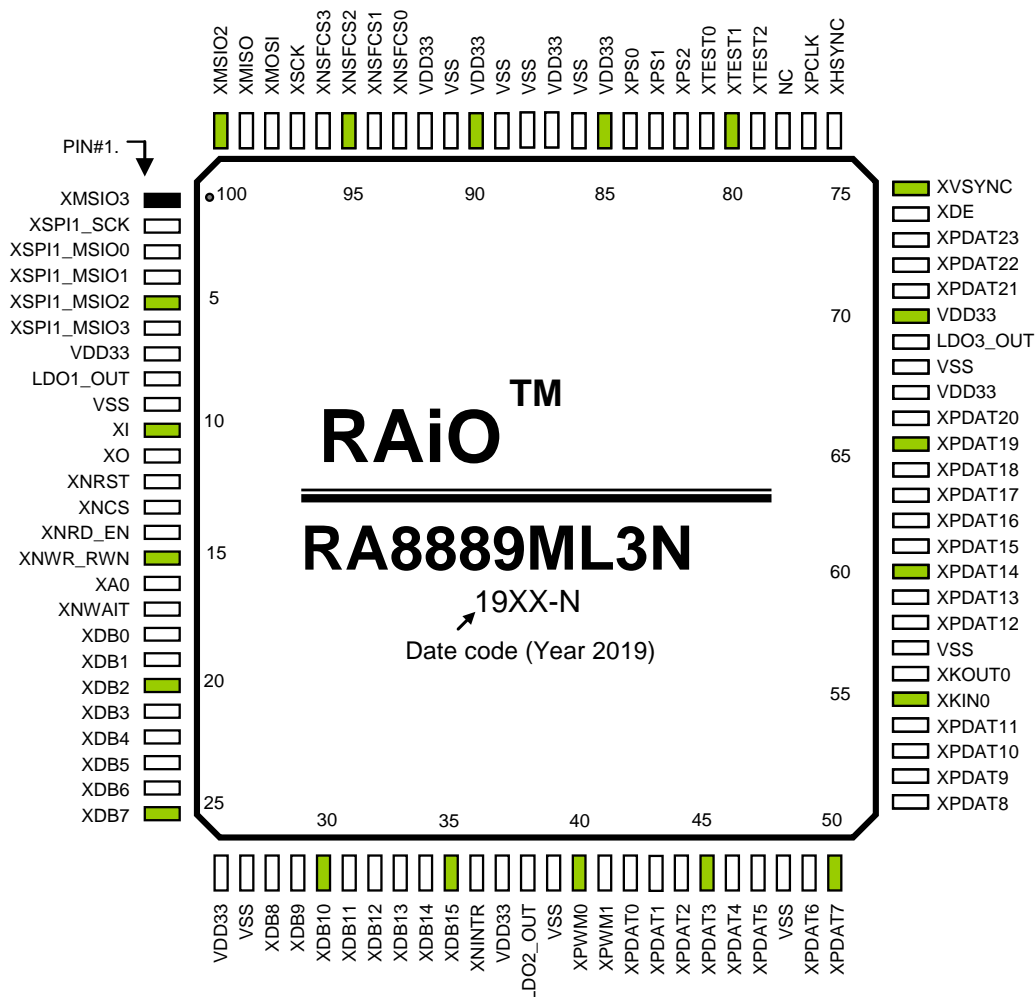 XMSIO2
XMISO
XMOSI
XSCK
XNSFCS3
XNSFCS2
XNSFCS1
XNSFCS0
VDD33
VSS
VDD33
VSS
VSS
VDD33
VSS
VDD33
XPS0
XPS1
XPS2
XTEST0
XTEST1
XTEST2
NC
XPCLK
XHSYNC
PIN#1.
100 95 90 85 80 75
XMSIO3
XSPI1_SCK
XSPI1_MSIO0
XSPI1_MSIO1
XSPI1_MSIO2 5
XSPI1_MSIO3
VDD33
LDO1_OUT
VSS
XI 10
XO
XNRST
XNCS
XNRD_EN
XNWR_RWN 15
XA0
XNWAIT
XDB0
XDB1
XDB2 20
XDB3
XDB4
XDB5
XDB6
XDB7 25
RAiO™
RA8889ML3N
19XX-N
Date code (Year 2019)
XVSYNC
XDE
XPDAT23
XPDAT22
XPDAT21
70 VDD33
LDO3_OUT
VSS
VDD33
XPDAT20
65 XPDAT19
XPDAT18
XPDAT17
XPDAT16
XPDAT15
60 XPDAT14
XPDAT13
XPDAT12
VSS
XKOUT0
55 XKIN0
XPDAT11
XPDAT10
XPDAT9
XPDAT8
30 35 40 45 50
VDD33
VSS
XDB8
XDB9
XDB10
XDB11
XDB12
XDB13
XDB14
XDB15
XNINTR
VDD33
LDO2_OUT
VSS
XPWM0
XPWM1
XPDAT0
XPDAT1
XPDAT2
XPDAT3
XPDAT4
XPDAT5
VSS
XPDAT6
XPDAT7